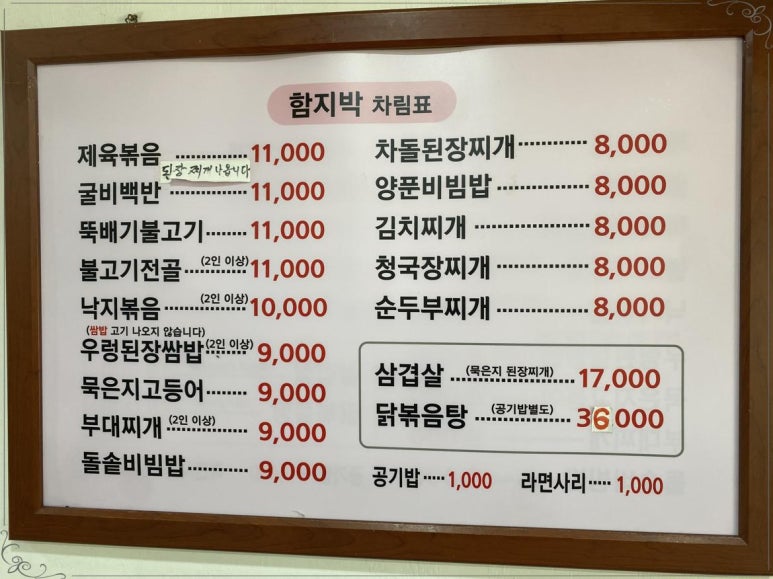 함지박 차림표
제육볶음 ············ 11,000
된장찌개 나옵니다
굴비백반 ············ 11,000
뚝배기불고기 ······· 11,000
불고기전골 (2인 이상) ··········· 11,000
낙지볶음 (2인 이상) ··············· 10,000
(쌈밥 고기 나오지 않습니다)
우렁된장쌈밥 (2인 이상) ········ 9,000
묵은지고등어 ········· 9,000
부대찌개 (2인 이상) ················ 9,000
돌솥비빔밥 ··········· 9,000
차돌된장찌개 ············ 8,000
양푼비빔밥 ················ 8,000
김치찌개 ···················· 8,000
청국장찌개 ················ 8,000
순두부찌개 ················ 8,000
삼겹살 ···(묵은지 된장찌개)··· 17,000
닭볶음탕 ···(공기밥별도)··· 36,000
공기밥 ····· 1,000
라면사리 ····· 1,000